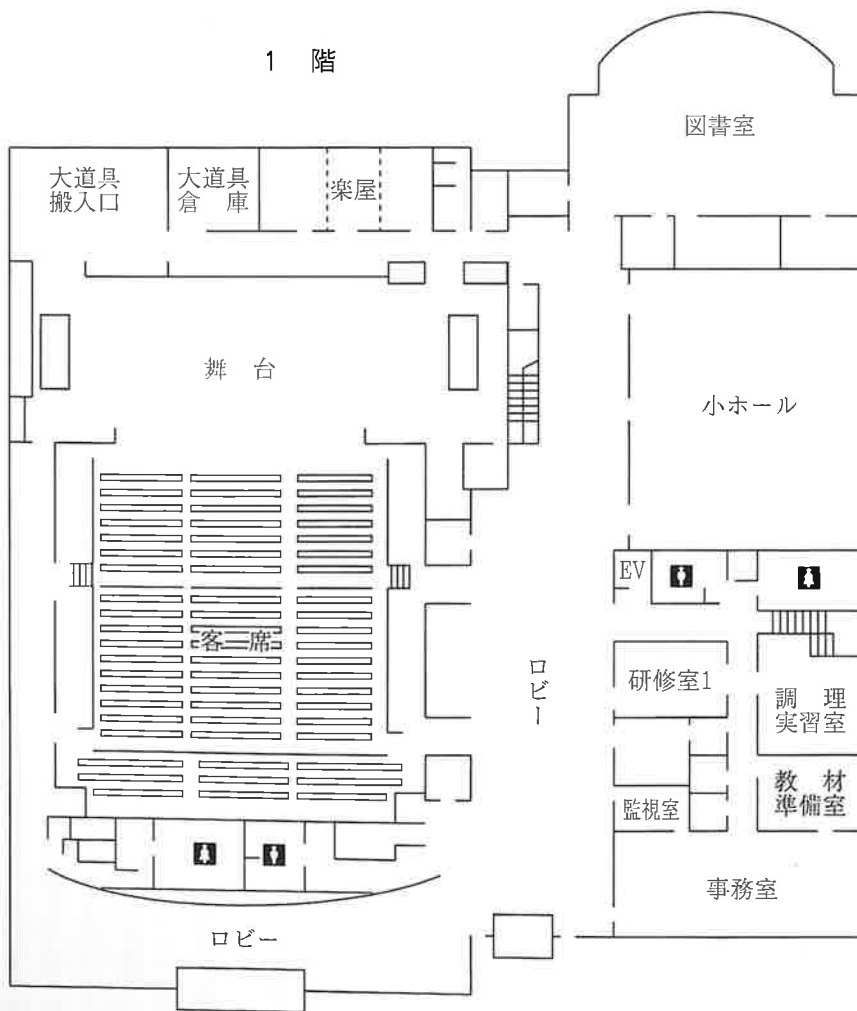 1 階
図書室
大道具
搬入口
大道具
倉 庫
楽屋
舞 台
小ホール
EV
客 席
ロビー
研修室1
調 理
実習室
監視室
教 材
準備室
事務室
ロビー